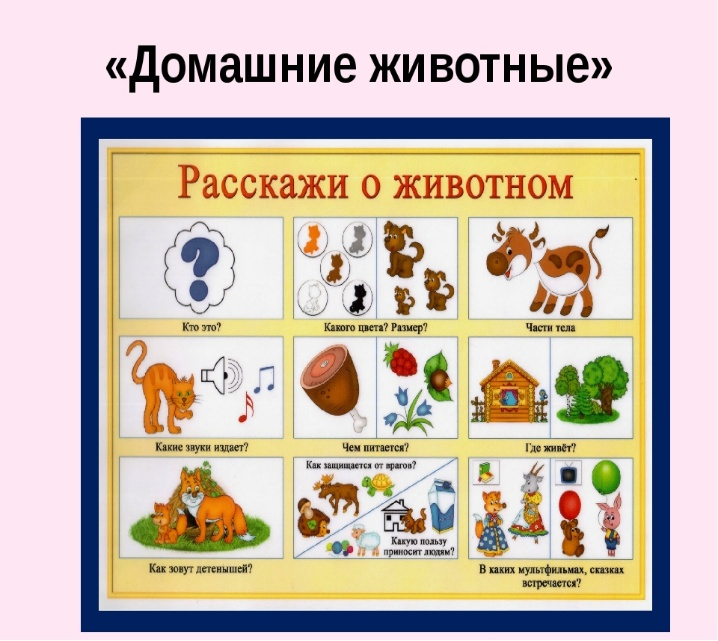 «Домашние животные»
Расскажи о животном
?
Кто это?
Какого цвета? Размер?
Части тела
Какие звуки издает?
Чем питается?
Где живёт?
Как зовут детенышей?
Как защищается от врагов?
Какую пользу
приносит людям?
В каких мультфильмах, сказках
встречается?